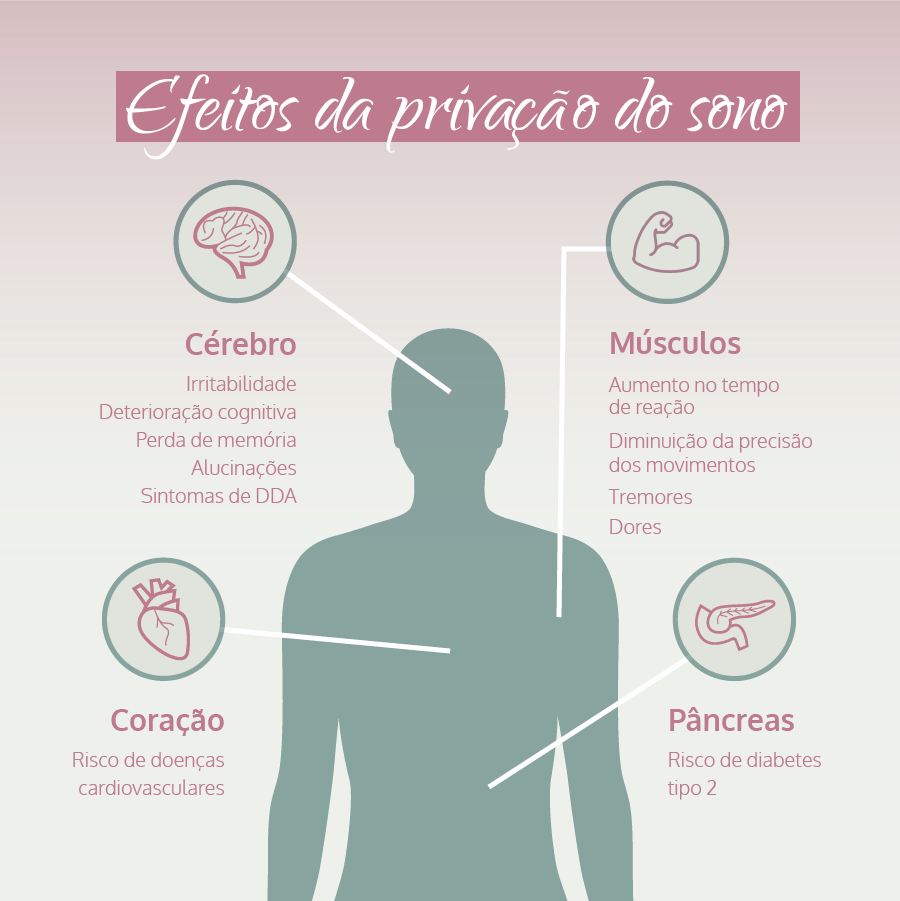 Efeitos da privação do sono
Cérebro
Irritabilidade
Deterioração cognitiva
Perda de memória
Alucinações
Sintomas de DDA
Músculos
Aumento no tempo
de reação
Diminuição da precisão
dos movimentos
Tremores
Dores
Coração
Risco de doenças
cardiovasculares
Pâncreas
Risco de diabetes
tipo 2